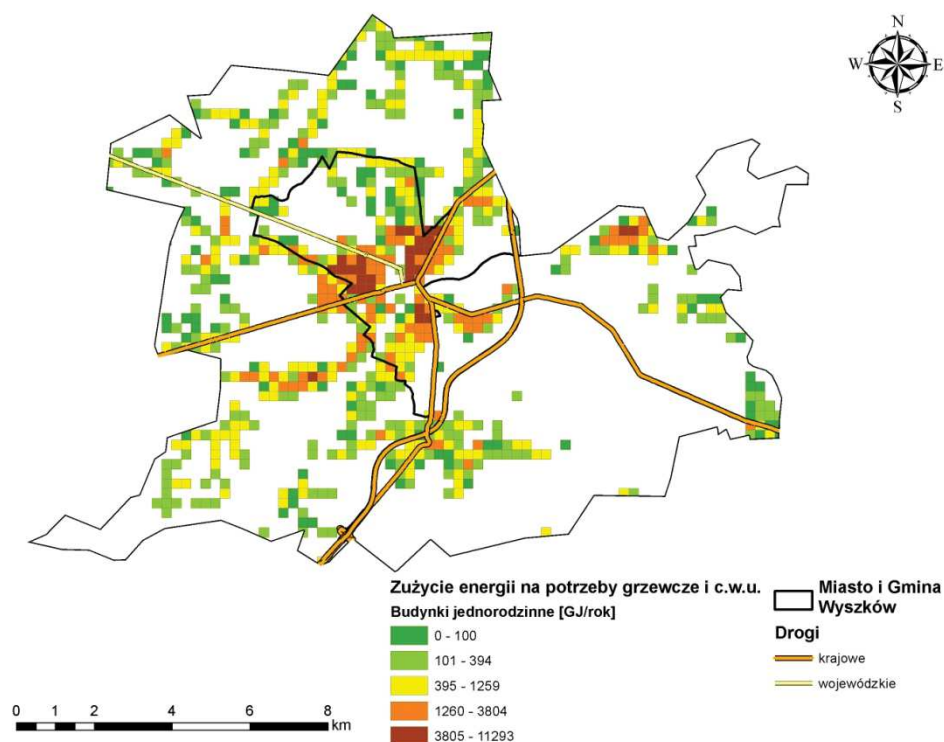 N
W E
S
Zużycie energii na potrzeby grzewcze i c.w.u.
Budynki jednorodzinne [GJ/rok]
0 - 100
101 - 394
395 - 1259
1260 - 3804
3805 - 11293
Miasto i Gmina
Wyszków
Drogi
krajowe
wojewódzkie
0 1 2 4 6 8
km